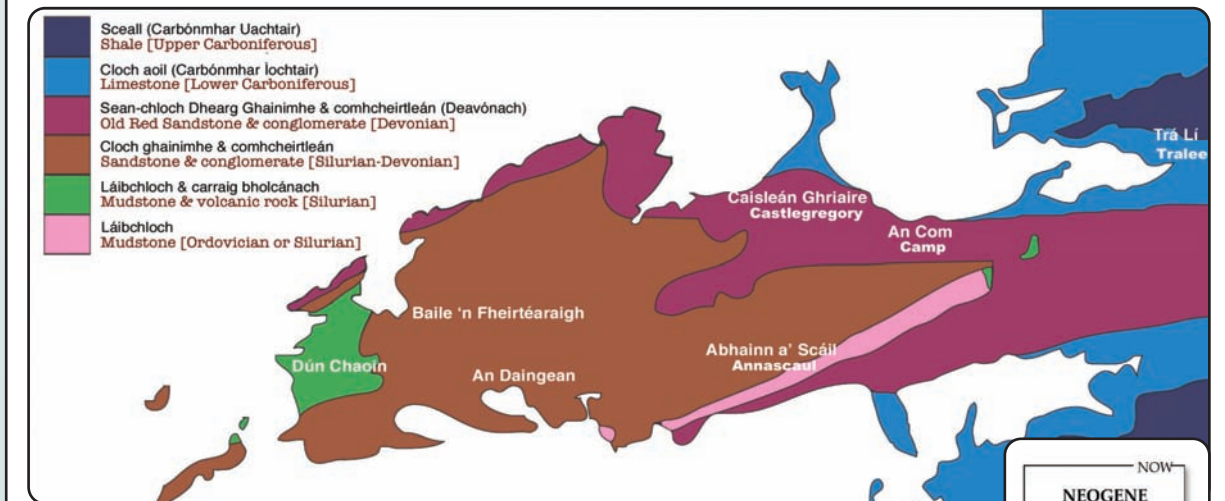 Sceall (Carbónmhar Uachtair)
Shale [Upper Carboniferous]
Cloch aoil (Carbónmhar Ìochtair)
Limestone [Lower Carboniferous]
Sean-chloch Dhearg Ghainimhe & comhcheirtleán (Deavónach)
Old Red Sandstone & conglomerate [Devonian]
Cloch ghainimhe & comhcheirtleán
Sandstone & conglomerate [Silurian-Devonian]
Láibchloch & carraig bholcánach
Mudstone & volcanic rock [Silurian]
Láibchloch
Mudstone [Ordovician or Silurian]
Trá Lí
Tralee
Caisleán Ghriaire
Castlegregory
An Com
Camp
Baile ‘n Fheirtéaraigh
Abhainn a’ Scáil
Annascaul
Dún Chaoin
An Daingean
NOW
NEOGENE